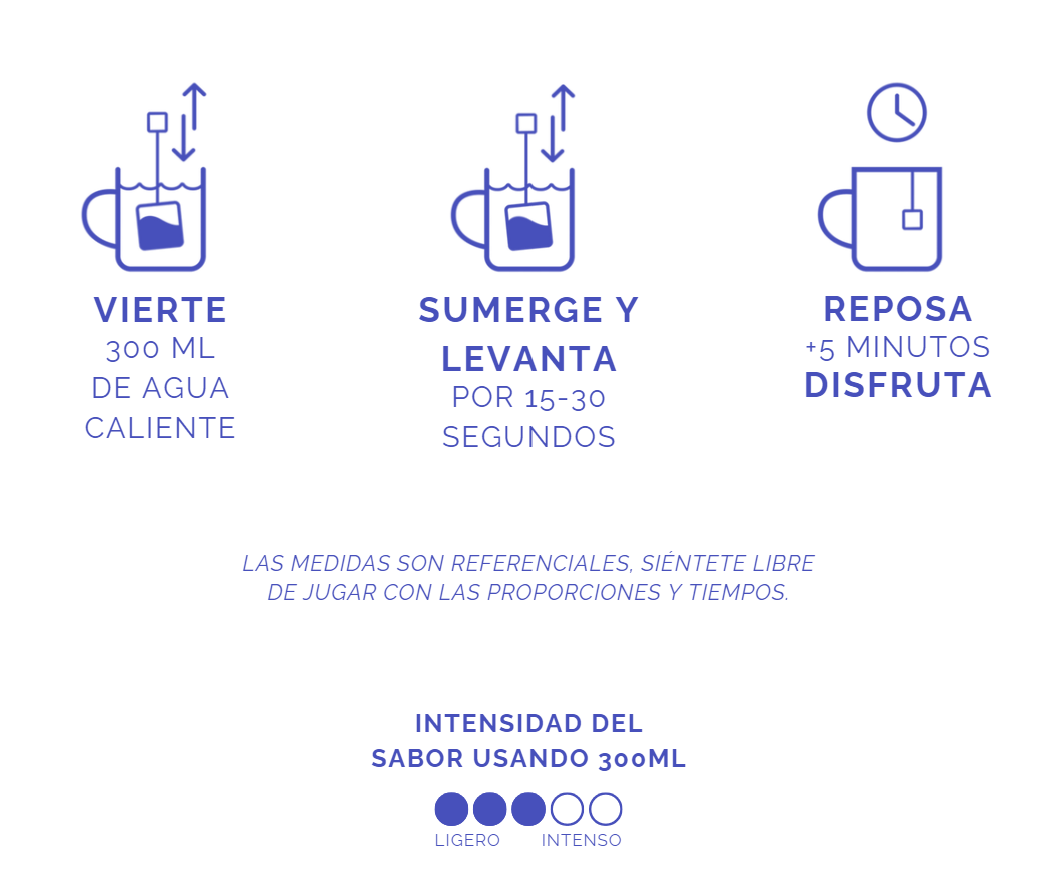 VIERTE
300 ML
DE AGUA
CALIENTE
SUMERGE Y
LEVANTA
POR 15-30
SEGUNDOS
REPOSA
+5 MINUTOS
DISFRUTA
LAS MEDIDAS SON REFERENCIALES, SIÉNTETE LIBRE
DE JUGAR CON LAS PROPORCIONES Y TIEMPOS.
INTENSIDAD DEL
SABOR USANDO 300ML
LIGERO INTENSO